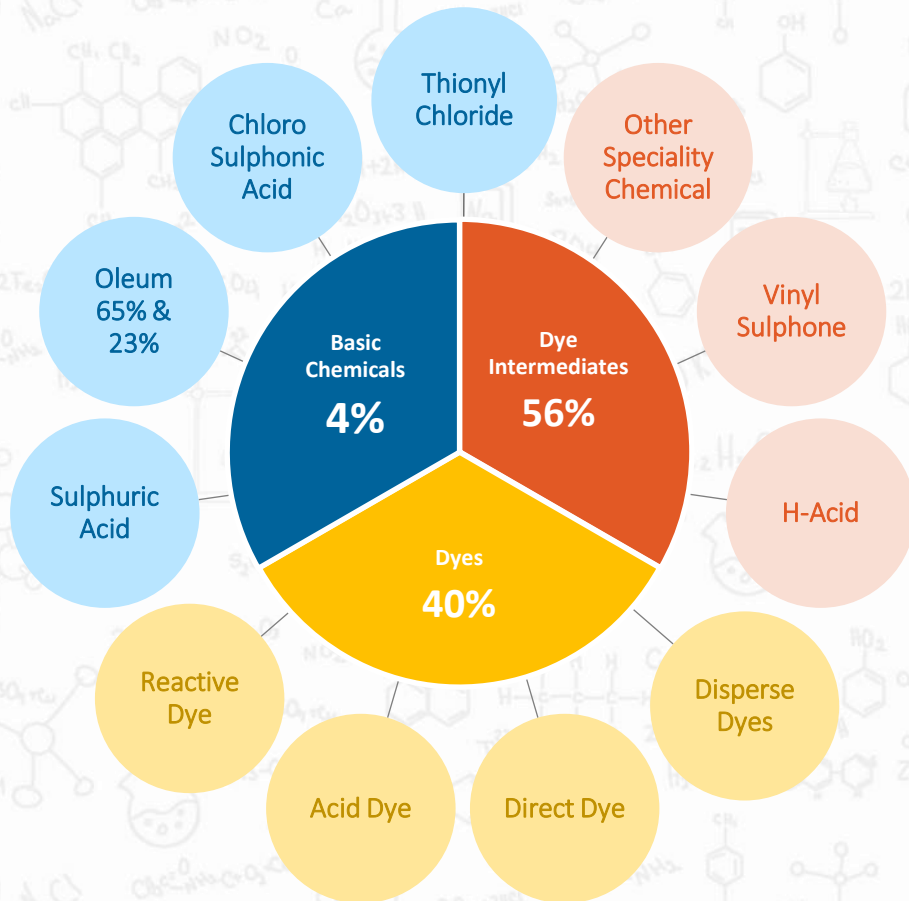 Thionyl
Chloride
Chloro
Sulphonic
Acid
Other
Speciality
Chemical
Oleum
65% &
23%
Vinyl
Sulphone
Basic
Chemicals
4%
Dye
Intermediates
56%
Sulphuric
Acid
H-Acid
Dyes
40%
Reactive
Dye
Disperse
Dyes
Acid Dye
Direct Dye